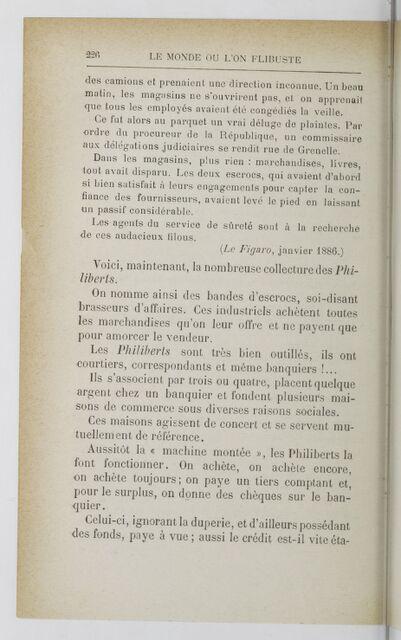 226 LE MONDE OU L'ON FLIBUSTE
des camions et prenaient une direction inconnue. Un beau
matin, les magasins ne s'ouvrirent pas, et on apprenait
que tous les employés avaient été congédiés la veille.
Ce fut alors au parquet un vrai déluge de plaintes. Par
ordre du procureur de la République, un commissaire
aux délégations judiciaires se rendit rue de Grenelle.
Dans les magasins, plus rien : marchandises, livres,
tout avait disparu. Les deux escrocs, qui avaient d'abord
si bien satisfait à leurs engagements pour capter la con-
fiance des fournisseurs, avaient levé le pied en laissant
un passif considérable.
Les agents du service de sûreté sont à la recherche
de ces audacieux filous.
(Le Figaro, janvier 1886.)
Voici, maintenant, la nombreuse collecture des Phi-
liberts.
On nomme ainsi des bandes d'escrocs, soi-disant
brasseurs d'affaires. Ces industriels achètent toutes
les marchandises qu'on leur offre et ne payent que
pour amorcer le vendeur.
Les Philiberts sont très bien outillés, ils ont
courtiers, correspondants et même banquiers !...
Ils s'associent par trois ou quatre, placent quelque
argent chez un banquier et fondent plusieurs mai-
sons de commerce sous diverses raisons sociales.
Ces maisons agissent de concert et se servent mu-
tuellement de référence.
Aussitôt la « machine montée », les Philiberts la
font fonctionner. On achète, on achète encore,
on achète toujours ; on paye un tiers comptant et,
pour le surplus, on donne des chèques sur le ban-
quier.
Celui-ci, ignorant la duperie, et d'ailleurs possédant
des fonds, paye à vue ; aussi le crédit est-il vite éta-